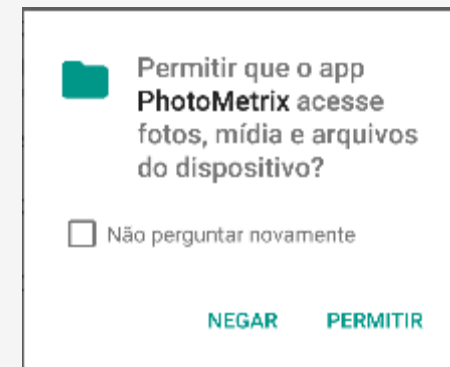 Permitir que o app
PhotoMetrix acesse
fotos, mídia e arquivos
do dispositivo?
Não perguntar novamente
NEGAR PERMITIR